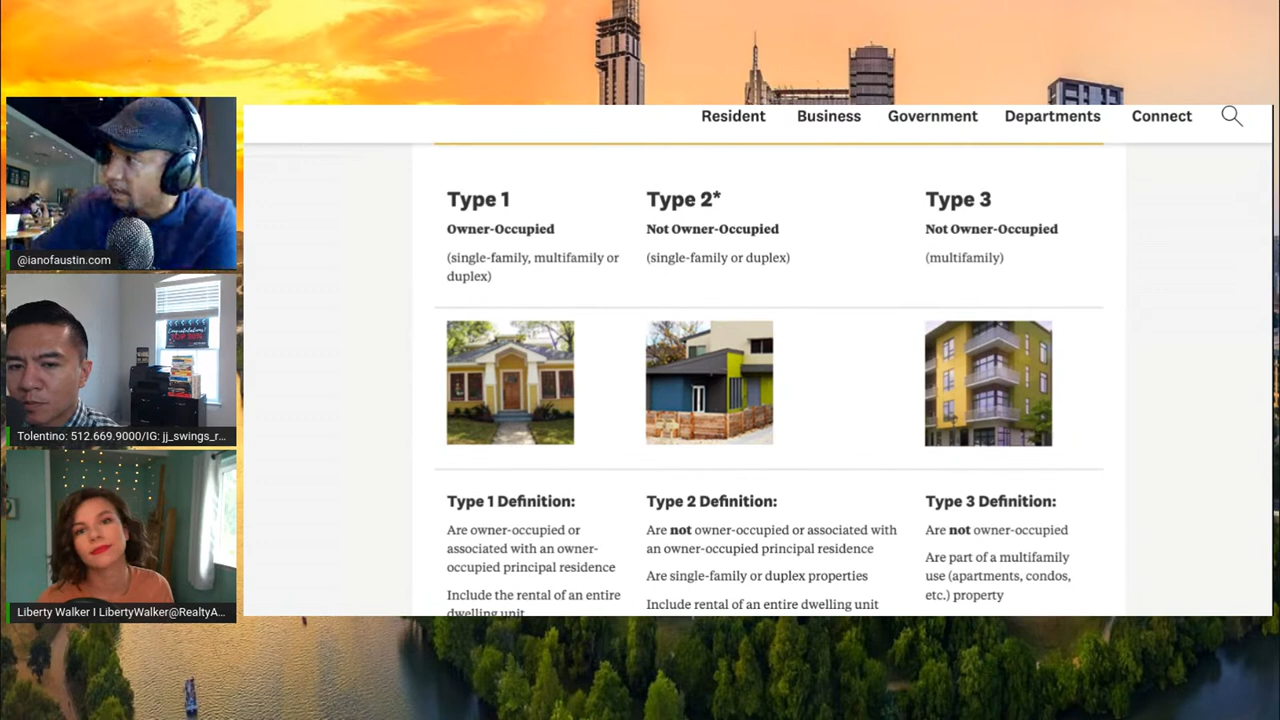 Resident Business Government Departments Connect
Type 1
Owner-Occupied
(single-family, multifamily or
duplex)
Type 2*
Not Owner-Occupied
(single-family or duplex)
Type 3
Not Owner-Occupied
(multifamily)
Type 1 Definition:
Are owner-occupied or
associated with an owner-
occupied principal residence
Include the rental of an entire
dwelling unit
Type 2 Definition:
Are not owner-occupied or associated with
an owner-occupied principal residence
Are single-family or duplex properties
Include rental of an entire dwelling unit
Type 3 Definition:
Are not owner-occupied
Are part of a multifamily
use (apartments, condos,
etc.) property
@ianofaustin.com
Congratulations!
Tolentino: 512.669.9000/IG: jj_swings_r...
Liberty Walker I LibertyWalker@RealtyA...